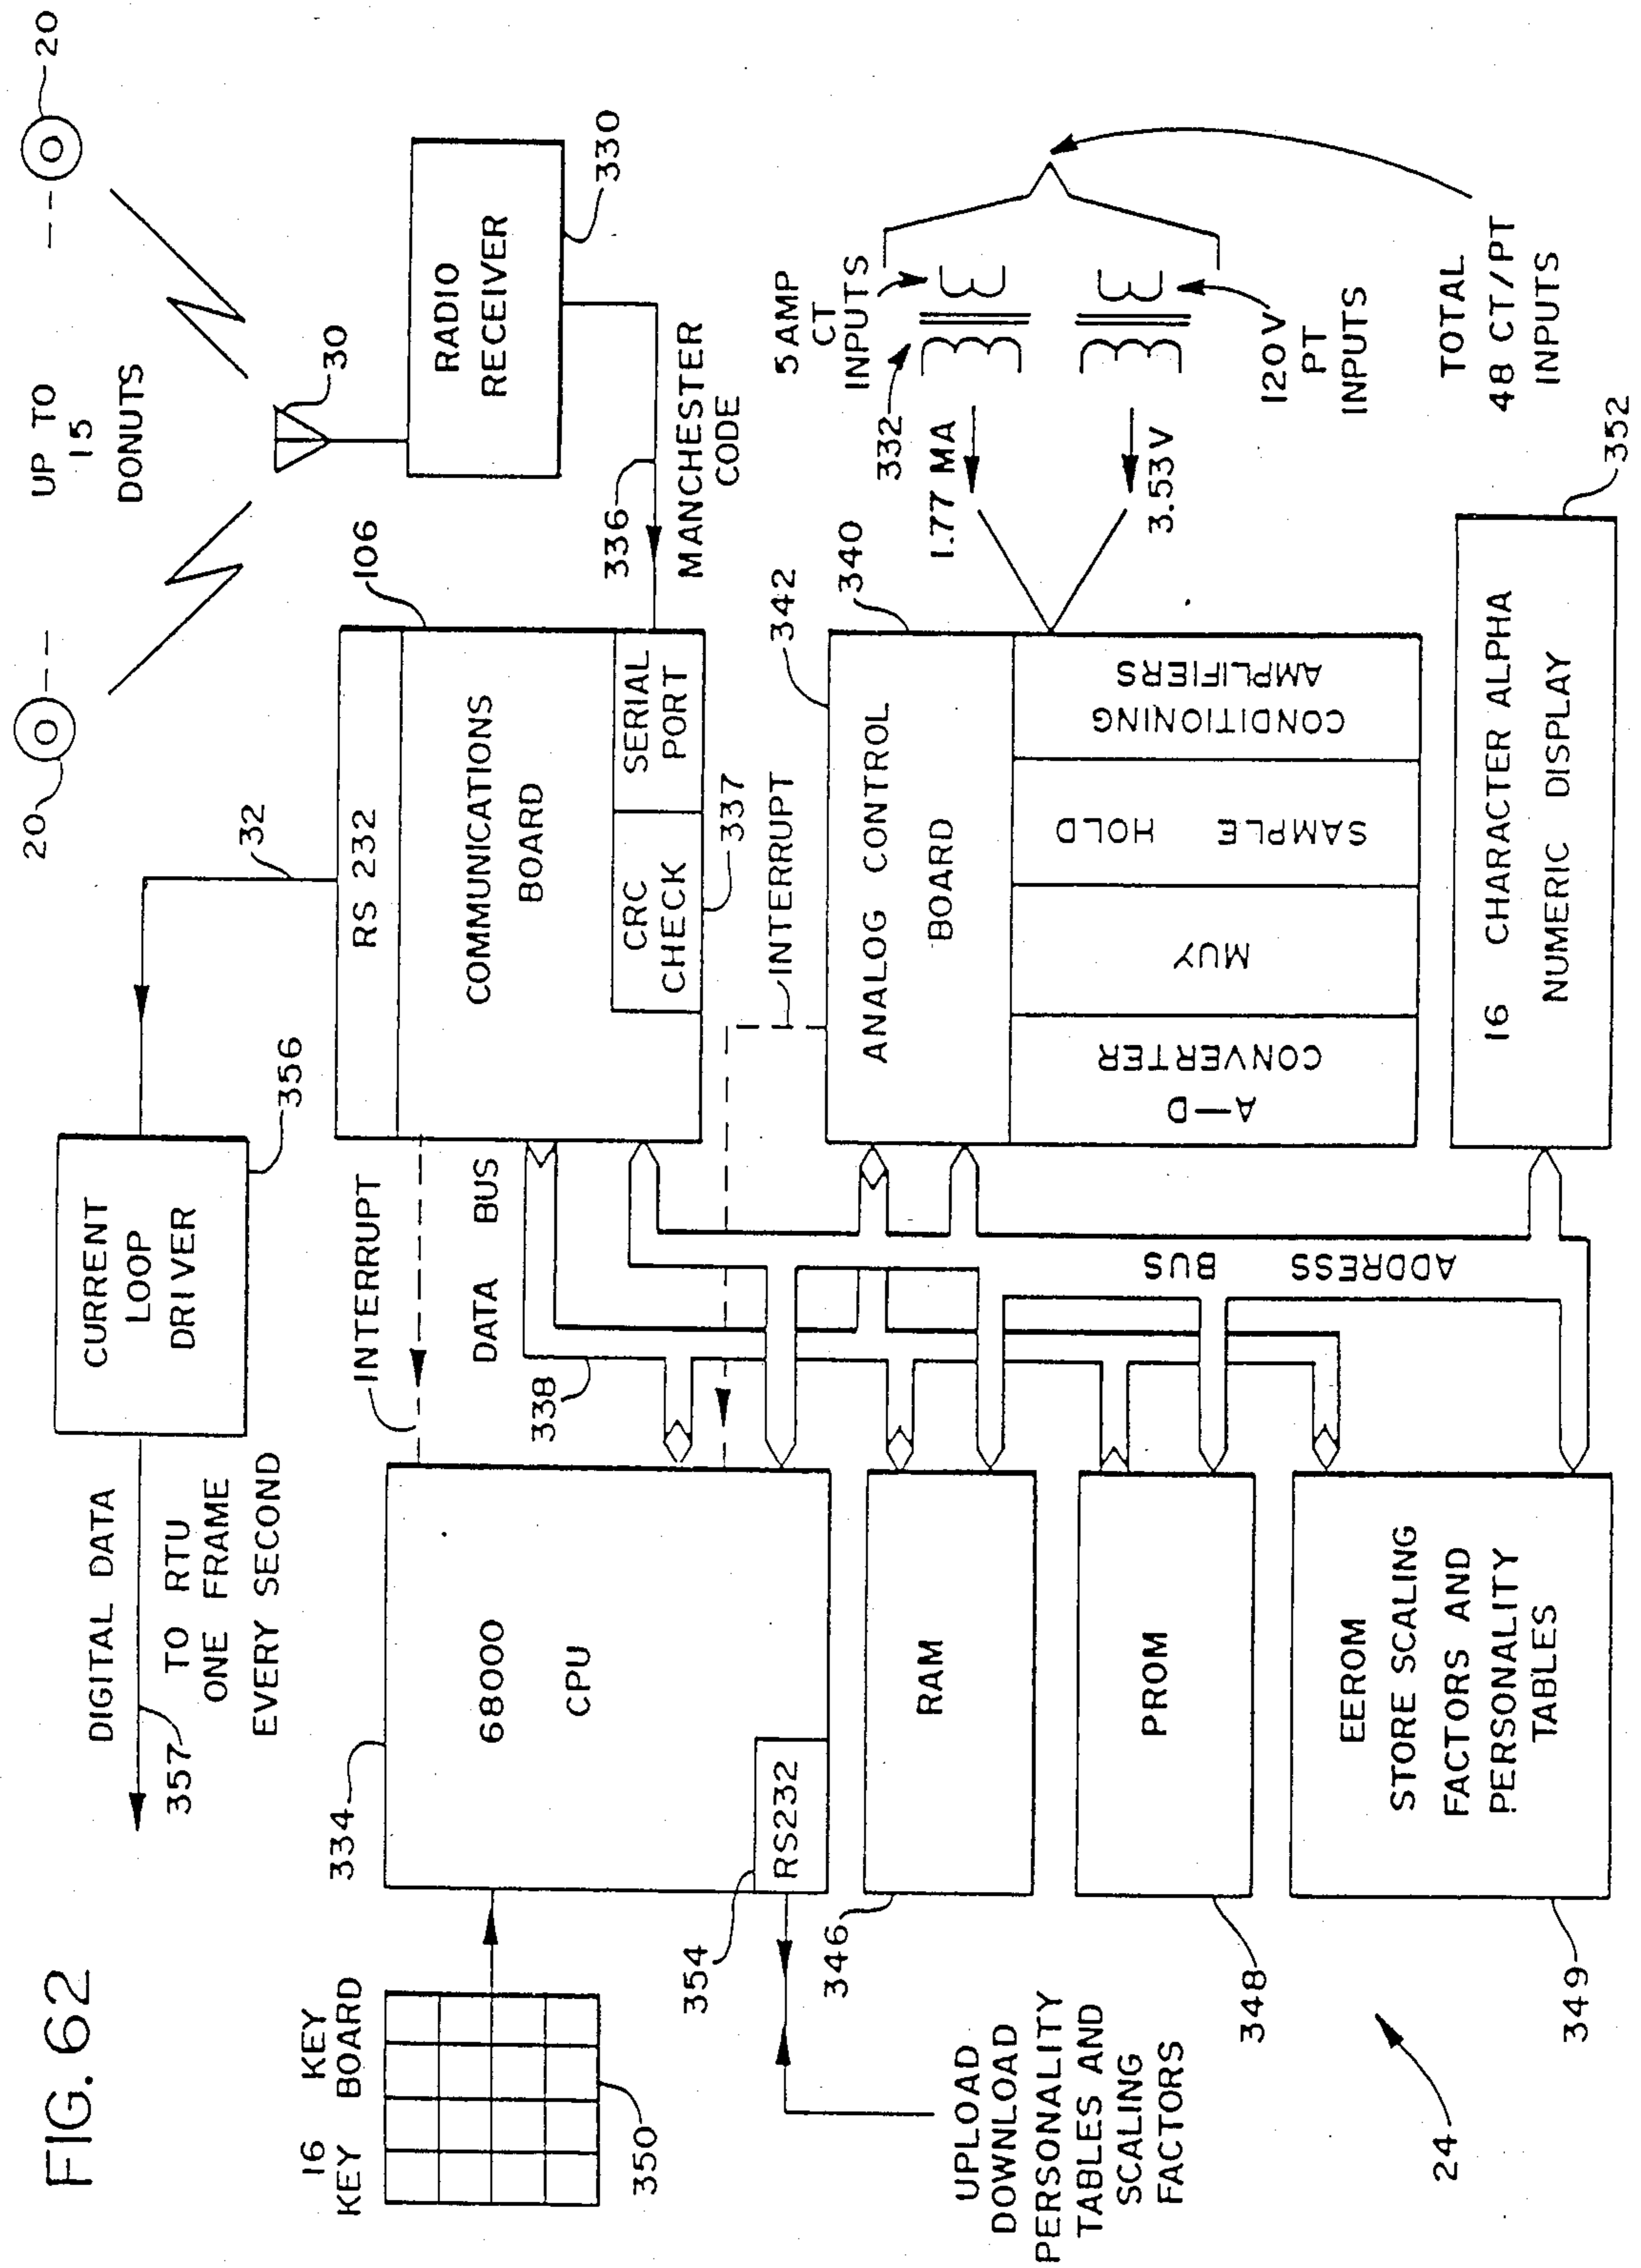 FIG. 62
UP TO
15
DONUTS
20
20
30
32
RADIO
RECEIVER
330
336
MANCHESTER
CODE
CURRENT
LOOP
DRIVER
356
DIGITAL DATA
357
TO RTU
ONE FRAME
EVERY SECOND
RS 232
106
COMMUNICATIONS
BOARD
CRC
CHECK
SERIAL
PORT
337
INTERRUPT
INTERRUPT
DATA BUS
338
334
68000
CPU
RS232
354
16 KEY
KEY BOARD
350
UPLOAD
DOWNLOAD
PERSONALITY
TABLES AND
SCALING
FACTORS
342
340
ANALOG CONTROL
BOARD
A-D
CONVERTER
MUY
SAMPLE HOLD
CONDITIONING
AMPLIFIERS
1.77 MA
3.53V
332
5 AMP
CT
INPUTS
120V
PT
INPUTS
TOTAL
48 CT/PT
INPUTS
ADDRESS BUS
RAM
346
PROM
348
EEROM
STORE SCALING
FACTORS AND
PERSONALITY
TABLES
349
16 CHARACTER ALPHA
NUMERIC DISPLAY
352
24